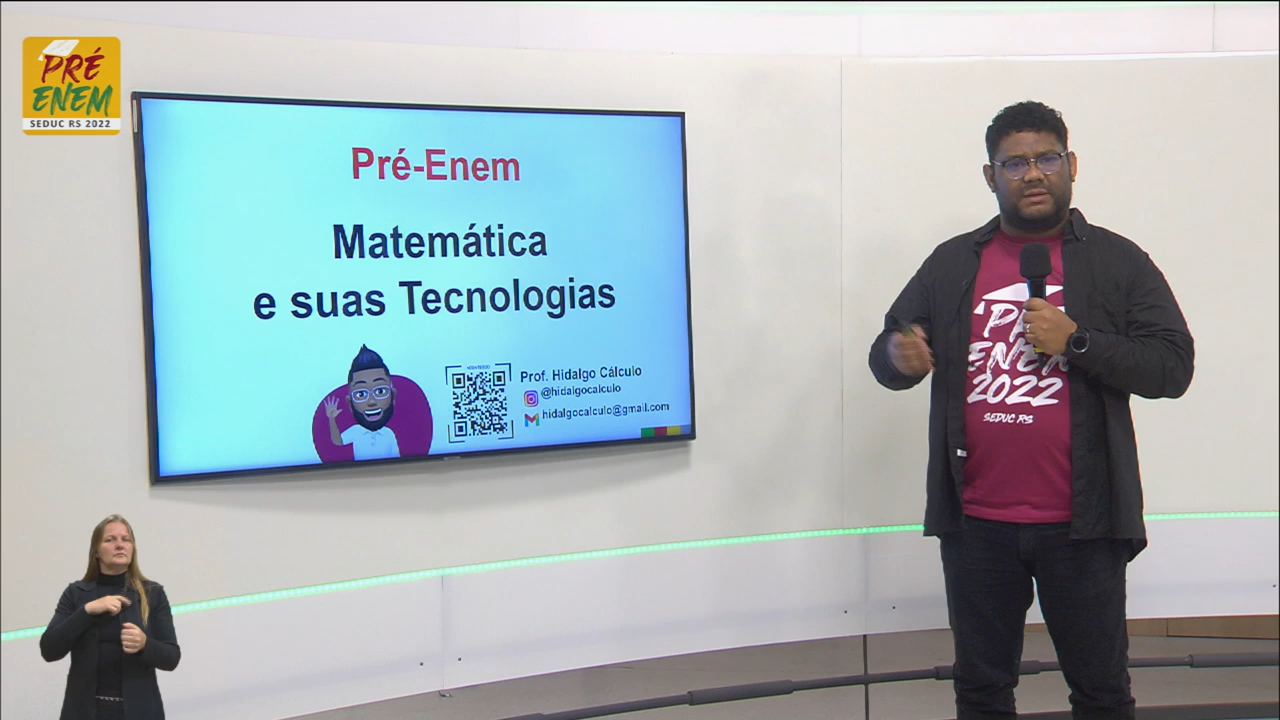 PRÉ
ENEM
SEDUC RS 2022
Pré-Enem
Matemática
e suas Tecnologias
Prof. Hidalgo Cálculo
@hidalgocalculo
hidalgocalculo@gmail.com
ENEM
2022
SEDUC RS